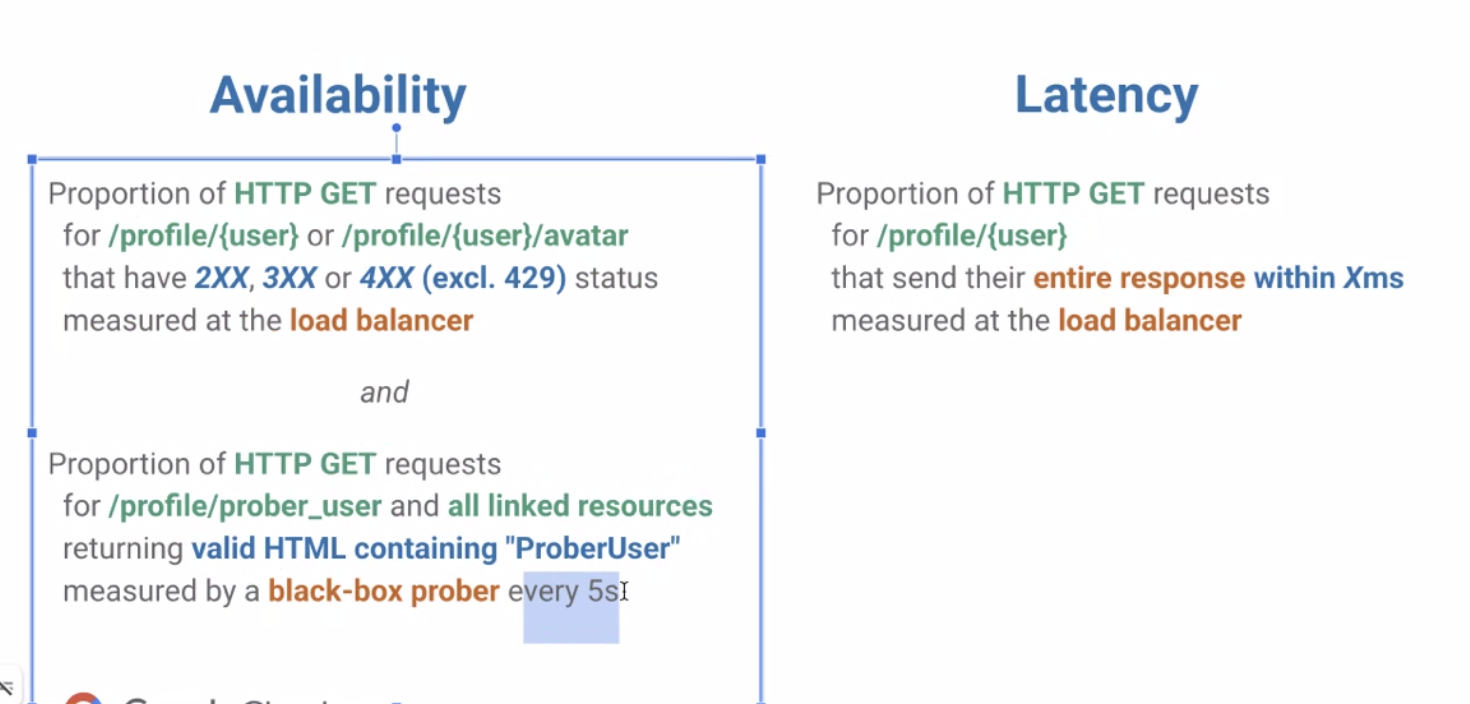 Availability
Proportion of HTTP GET requests
for /profile/{user} or /profile/{user}/avatar
that have 2XX, 3XX or 4XX (excl. 429) status
measured at the load balancer
and
Proportion of HTTP GET requests
for /profile/prober_user and all linked resources
returning valid HTML containing "ProberUser"
measured by a black-box prober every 5s
Latency
Proportion of HTTP GET requests
for /profile/{user}
that send their entire response within Xms
measured at the load balancer